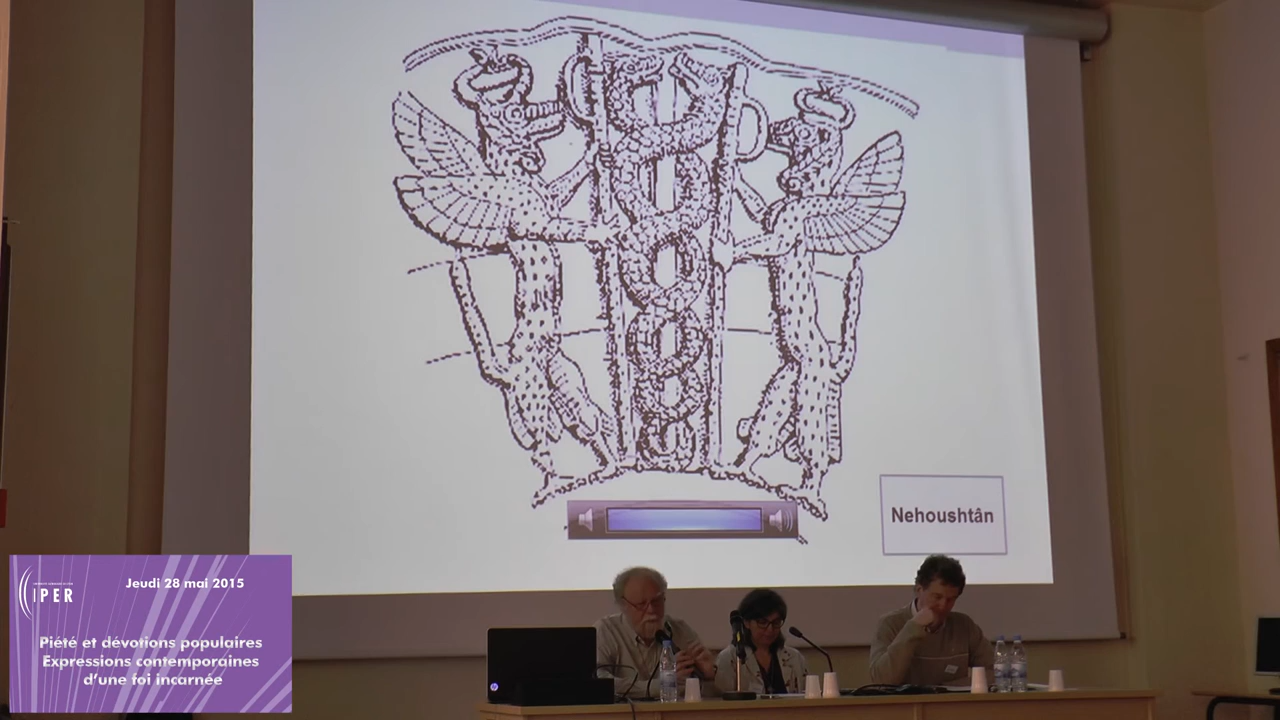 Nehoushtân
IPER
Jeudi 28 mai 2015
Piété et dévotions populaires
Expressions contemporaines
d'une foi incarnée